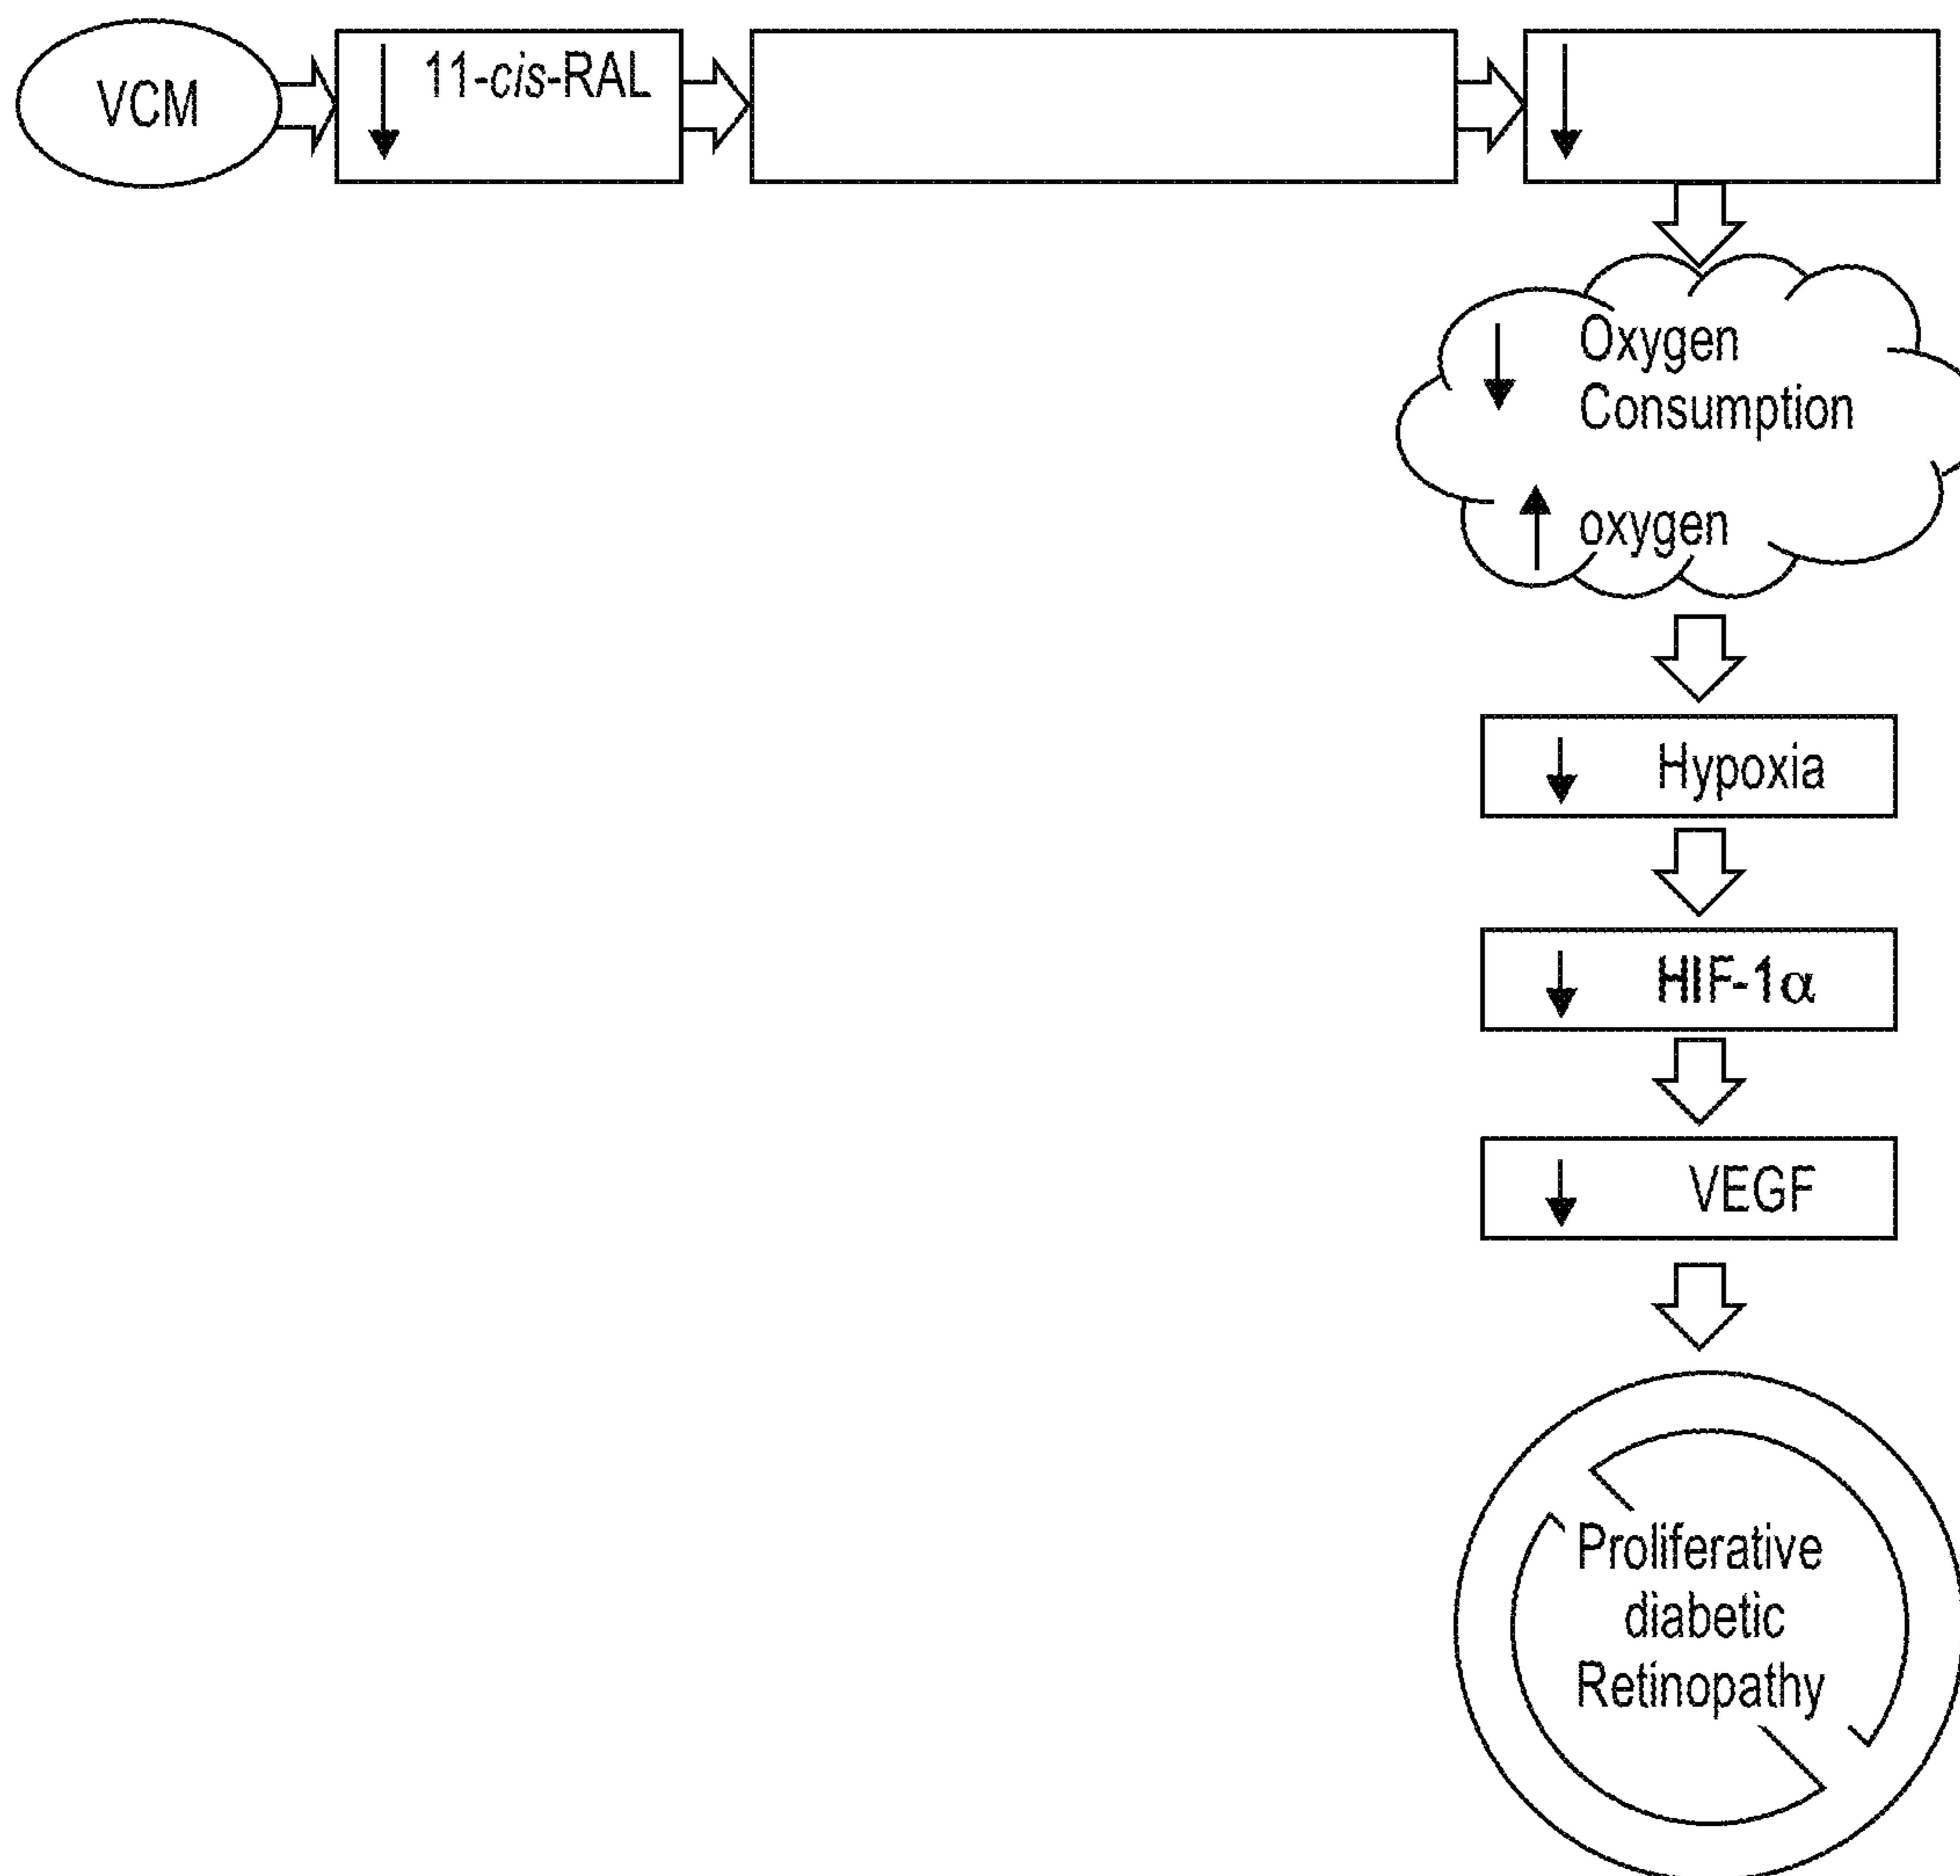 VCM
11-cis-RAL
Oxygen
Consumption
oxygen
Hypoxia
HIF-1α
VEGF
Proliferative
diabetic
Retinopathy